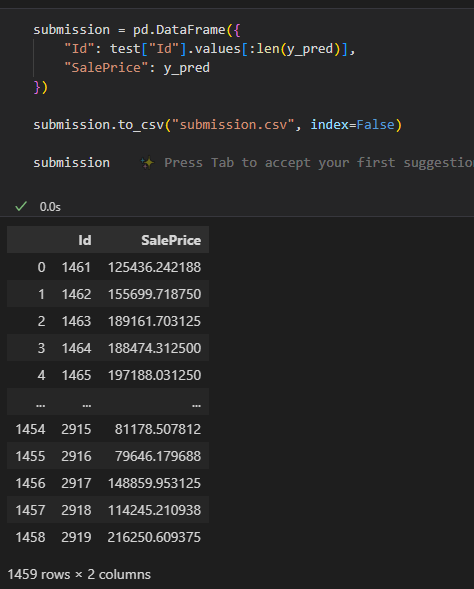 submission = pd.DataFrame({
"Id": test["Id"].values[:len(y_pred)],
"SalePrice": y_pred
})
submission.to_csv("submission.csv", index=False)
submission Press Tab to accept your first suggestion
0.0s
Id SalePrice
0 1461 125436.242188
1 1462 155699.718750
2 1463 189161.703125
3 1464 188474.312500
4 1465 197188.031250
... ... ...
1454 2915 81178.507812
1455 2916 79646.179688
1456 2917 148859.953125
1457 2918 114245.210938
1458 2919 216250.609375
1459 rows × 2 columns